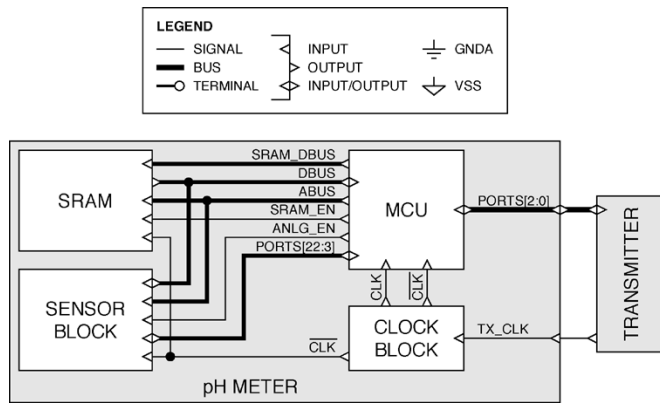 LEGEND
SIGNAL
BUS
TERMINAL
INPUT
OUTPUT
INPUT/OUTPUT
GNDA
VSS
SRAM
SRAM_DBUS
DBUS
ABUS
SRAM_EN
ANLG_EN
PORTS[22:3]
MCU
PORTS[2:0]
TRANSMITTER
SENSOR
BLOCK
CLK
CLK
CLK
CLOCK
BLOCK
TX_CLK
pH METER